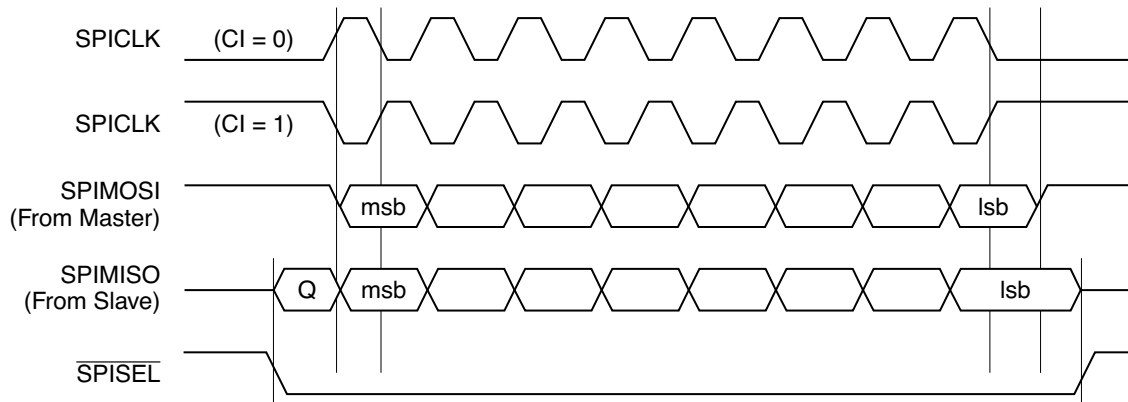 SPICLK (CI = 0)
SPICLK (CI = 1)
SPIMOSI
(From Master)
msb lsb
SPIMISO
(From Slave)
Q msb lsb
SPISEL